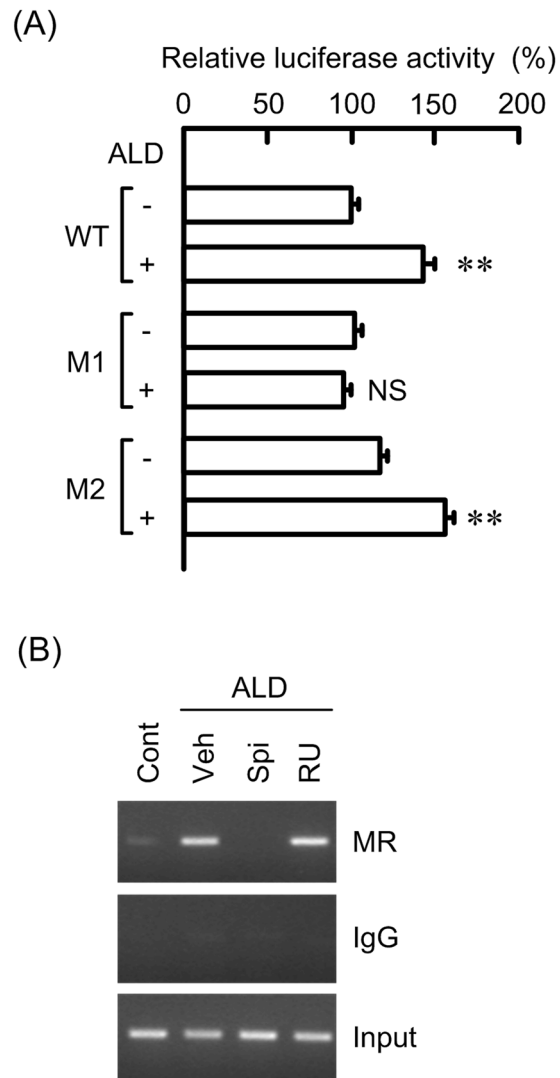 (A)
Relative luciferase activity (%)
0 50 100 150 200
ALD
WT
-
+ **
M1
-
+ NS
M2
-
+ **
(B)
ALD
Cont Veh Spi RU
MR
IgG
Input